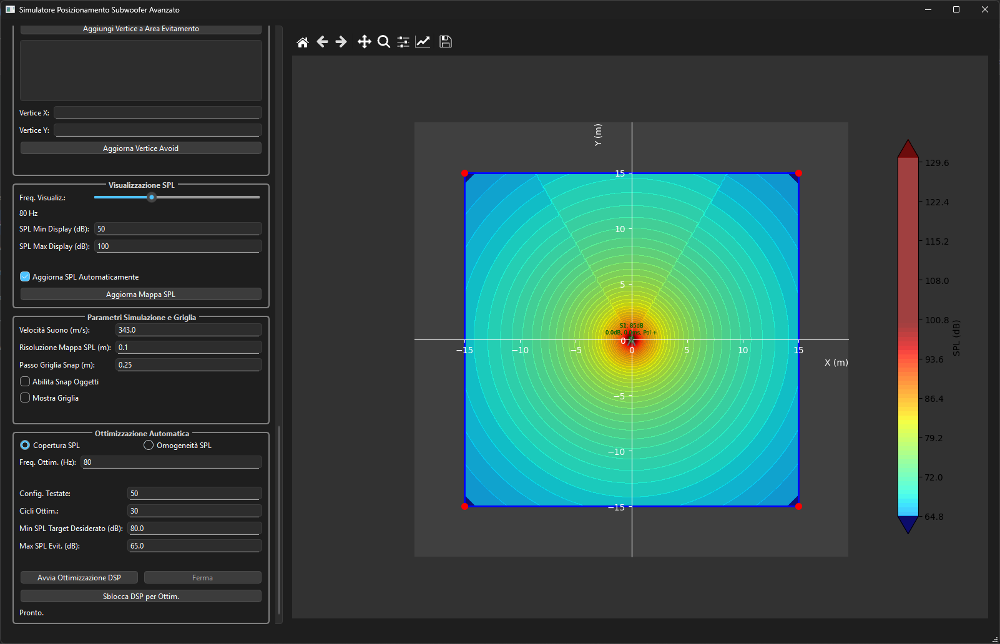 Simulatore Posizionamento Subwoofer Avanzato
Aggiungi Vertice a Area Evitamento
Vertice X:
Vertice Y:
Aggiorna Vertice Avoid
Visualizzazione SPL
Freq. Visualiz.:
80 Hz
SPL Min Display (dB): 50
SPL Max Display (dB): 100
Aggiorna SPL Automaticamente
Aggiorna Mappa SPL
Parametri Simulazione e Griglia
Velocità Suono (m/s): 343.0
Risoluzione Mappa SPL (m): 0.1
Passo Griglia Snap (m): 0.25
Abilita Snap Oggetti
Mostra Griglia
Ottimizzazione Automatica
Copertura SPL Omogeneità SPL
Freq. Ottim. (Hz): 80
Config. Testate: 50
Cicli Ottim.: 30
Min SPL Target Desiderato (dB): 80.0
Max SPL Evit. (dB): 65.0
Avvia Ottimizzazione DSP Ferma
Sblocca DSP per Ottim.
Pronto.
Y (m)
15
10
5
S1: 85dB
0.0dB, Pol +
0
−15 −10 −5 0 5 10 15
X (m)
−5
−10
−15
129.6
122.4
115.2
108.0
100.8
93.6
86.4
79.2
72.0
64.8
SPL (dB)